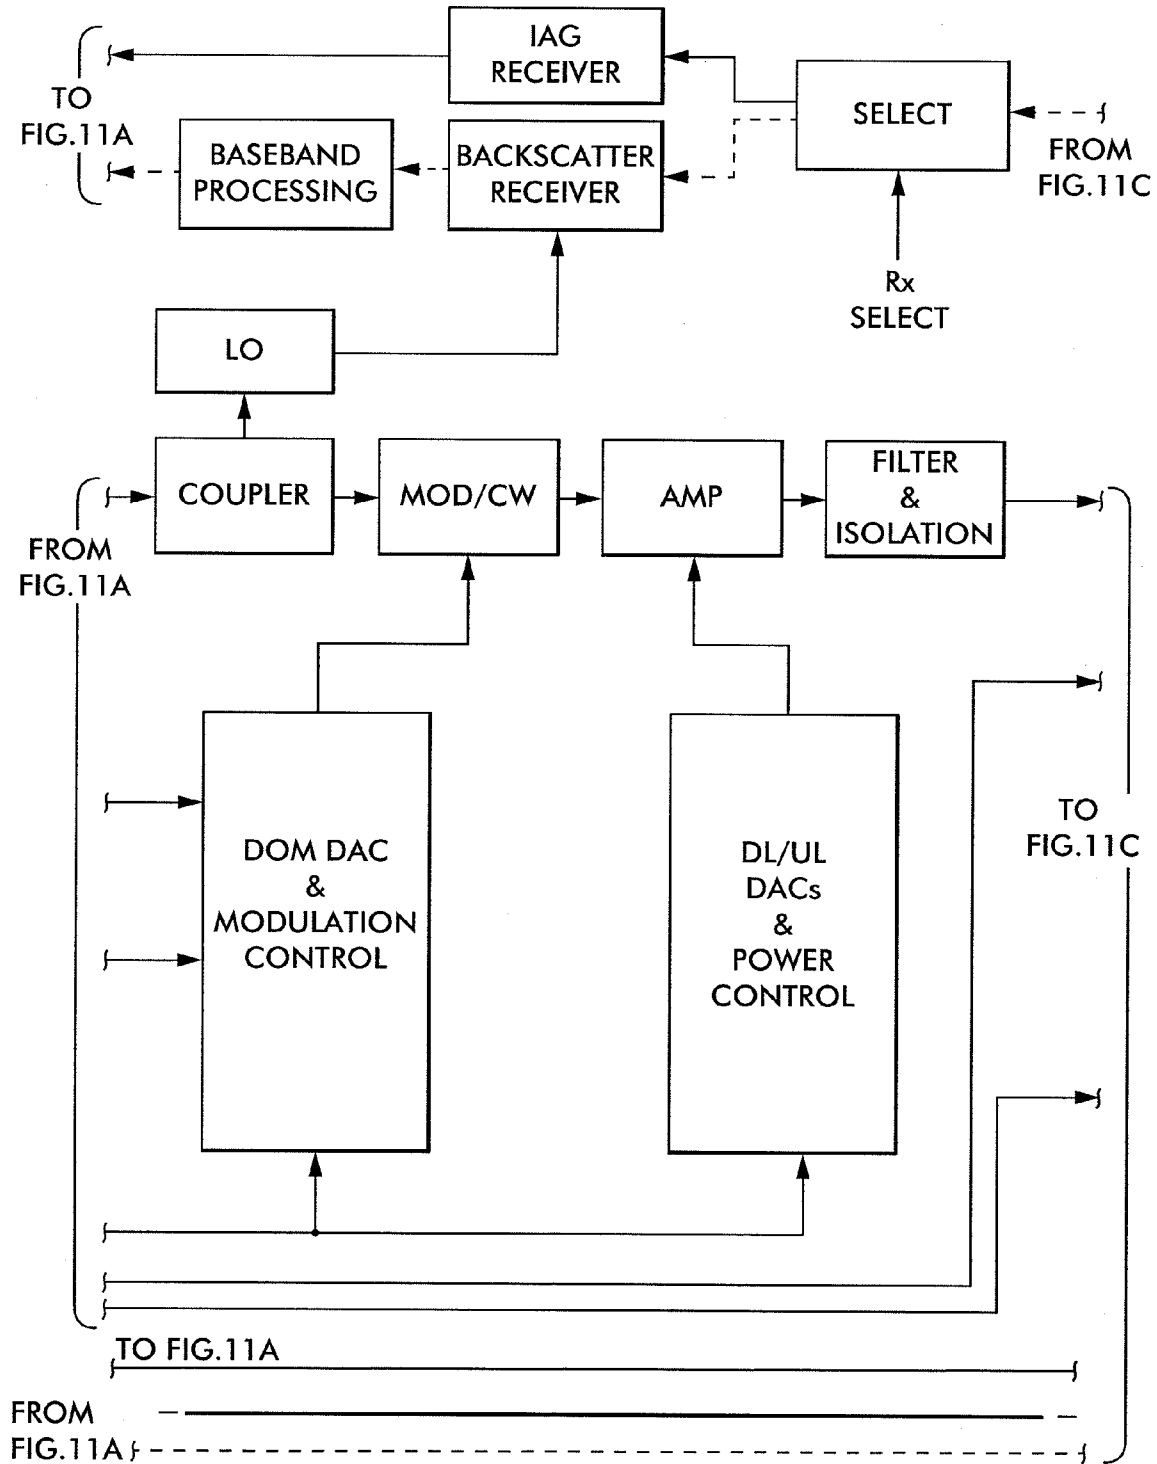 IAG
RECEIVER
SELECT
TO
FIG.11A
BASEBAND
PROCESSING
BACKSCATTER
RECEIVER
FROM
FIG.11C
Rx
SELECT
LO
COUPLER
MOD/CW
AMP
FILTER
&
ISOLATION
FROM
FIG.11A
DOM DAC
&
MODULATION
CONTROL
DL/UL
DACs
&
POWER
CONTROL
TO
FIG.11C
TO FIG.11A
FROM
FIG.11A